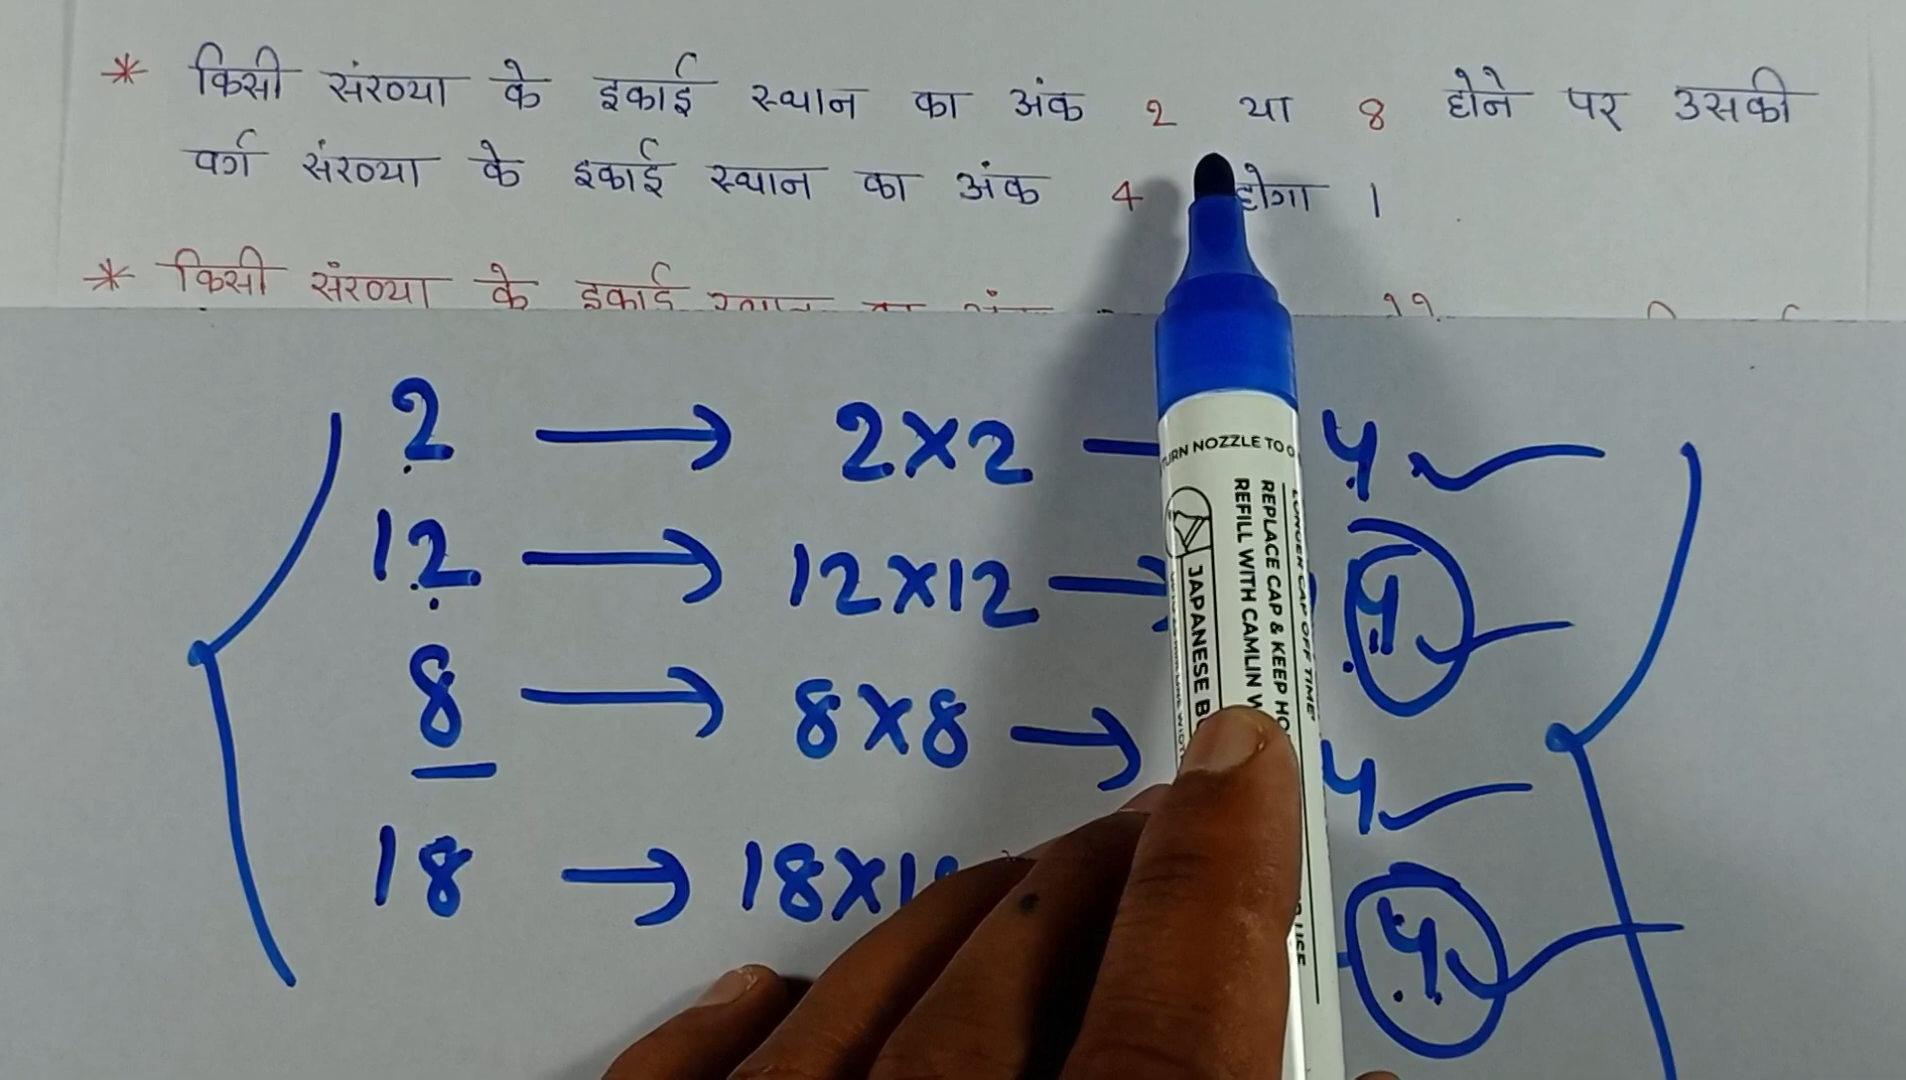 * किसी संख्या के इकाई स्थान का अंक 2 या 8 होने पर उसकी
वर्ग संख्या के इकाई स्थान का अंक 4 होगा ।
* किसी संख्या के इकाई
2 → 2×2 4
12 → 12×12 → 4
8 → 8×8 → 4
18 → 18×1 4
TURN NOZZLE TO
REPLACE CAP & KEEP HO
REFILL WITH CAMLIN W
JAPANESE B